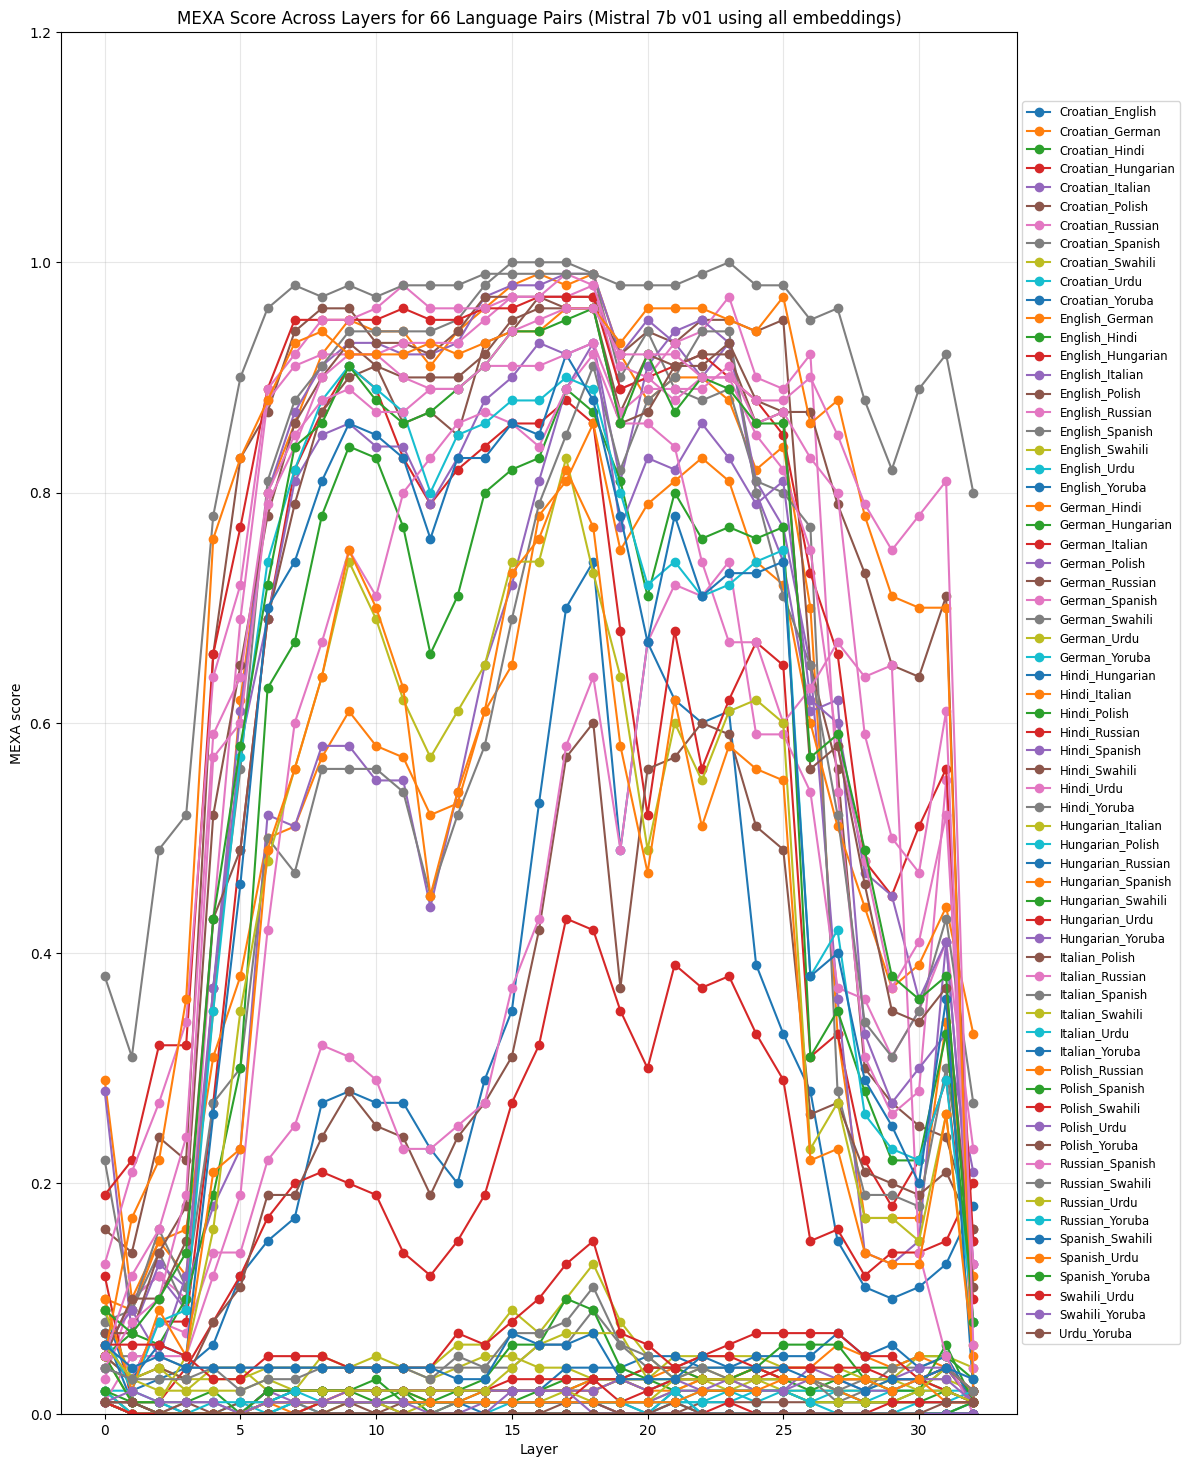 MEXA Score Across Layers for 66 Language Pairs (Mistral 7b v01 using all embeddings)
1.2
1.0
0.8
0.6
0.4
0.2
0.0
MEXA score
0
5
10
15
20
25
30
Layer
Croatian_English
Croatian_German
Croatian_Hindi
Croatian_Hungarian
Croatian_Italian
Croatian_Polish
Croatian_Russian
Croatian_Spanish
Croatian_Swahili
Croatian_Urdu
Croatian_Yoruba
English_German
English_Hindi
English_Hungarian
English_Italian
English_Polish
English_Russian
English_Spanish
English_Swahili
English_Urdu
English_Yoruba
German_Hindi
German_Hungarian
German_Italian
German_Polish
German_Russian
German_Spanish
German_Swahili
German_Urdu
German_Yoruba
Hindi_Hungarian
Hindi_Italian
Hindi_Polish
Hindi_Russian
Hindi_Spanish
Hindi_Swahili
Hindi_Urdu
Hindi_Yoruba
Hungarian_Italian
Hungarian_Polish
Hungarian_Russian
Hungarian_Spanish
Hungarian_Swahili
Hungarian_Urdu
Hungarian_Yoruba
Italian_Polish
Italian_Russian
Italian_Spanish
Italian_Swahili
Italian_Urdu
Italian_Yoruba
Polish_Russian
Polish_Spanish
Polish_Swahili
Polish_Urdu
Polish_Yoruba
Russian_Spanish
Russian_Swahili
Russian_Urdu
Russian_Yoruba
Spanish_Swahili
Spanish_Urdu
Spanish_Yoruba
Swahili_Urdu
Swahili_Yoruba
Urdu_Yoruba